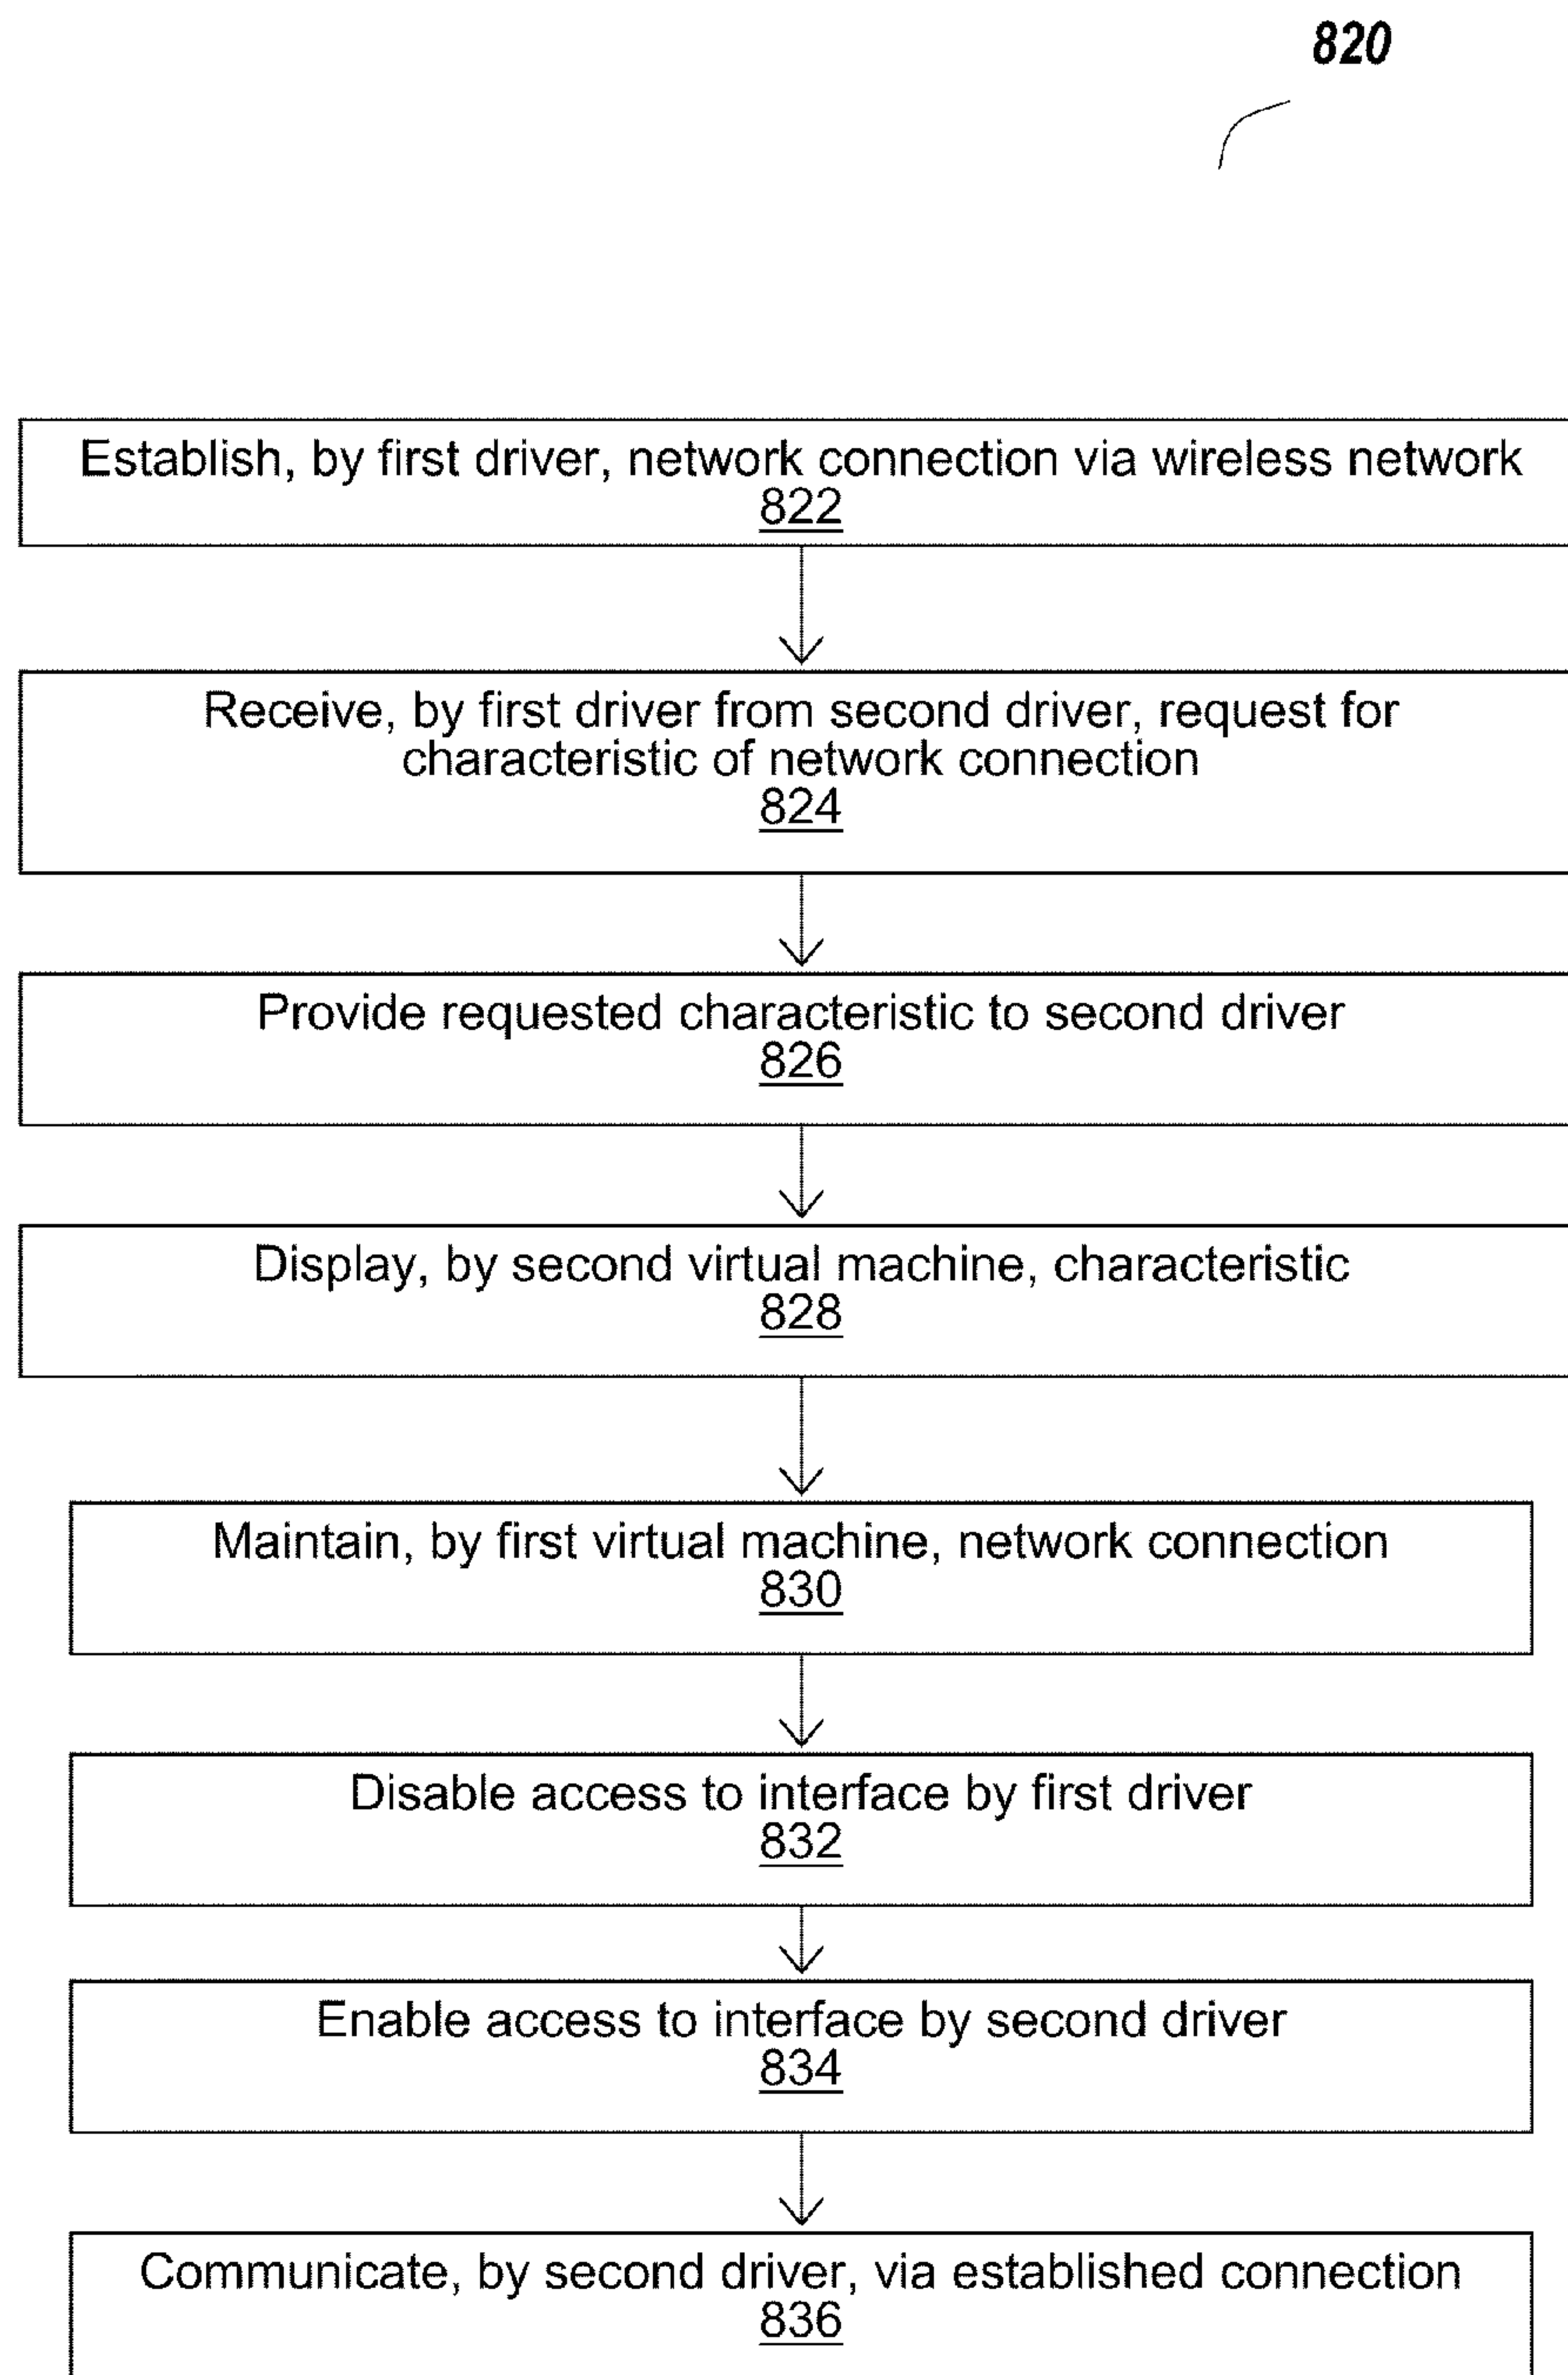 820
Establish, by first driver, network connection via wireless network
822
Receive, by first driver from second driver, request for
characteristic of network connection
824
Provide requested characteristic to second driver
826
Display, by second virtual machine, characteristic
828
Maintain, by first virtual machine, network connection
830
Disable access to interface by first driver
832
Enable access to interface by second driver
834
Communicate, by second driver, via established connection
836